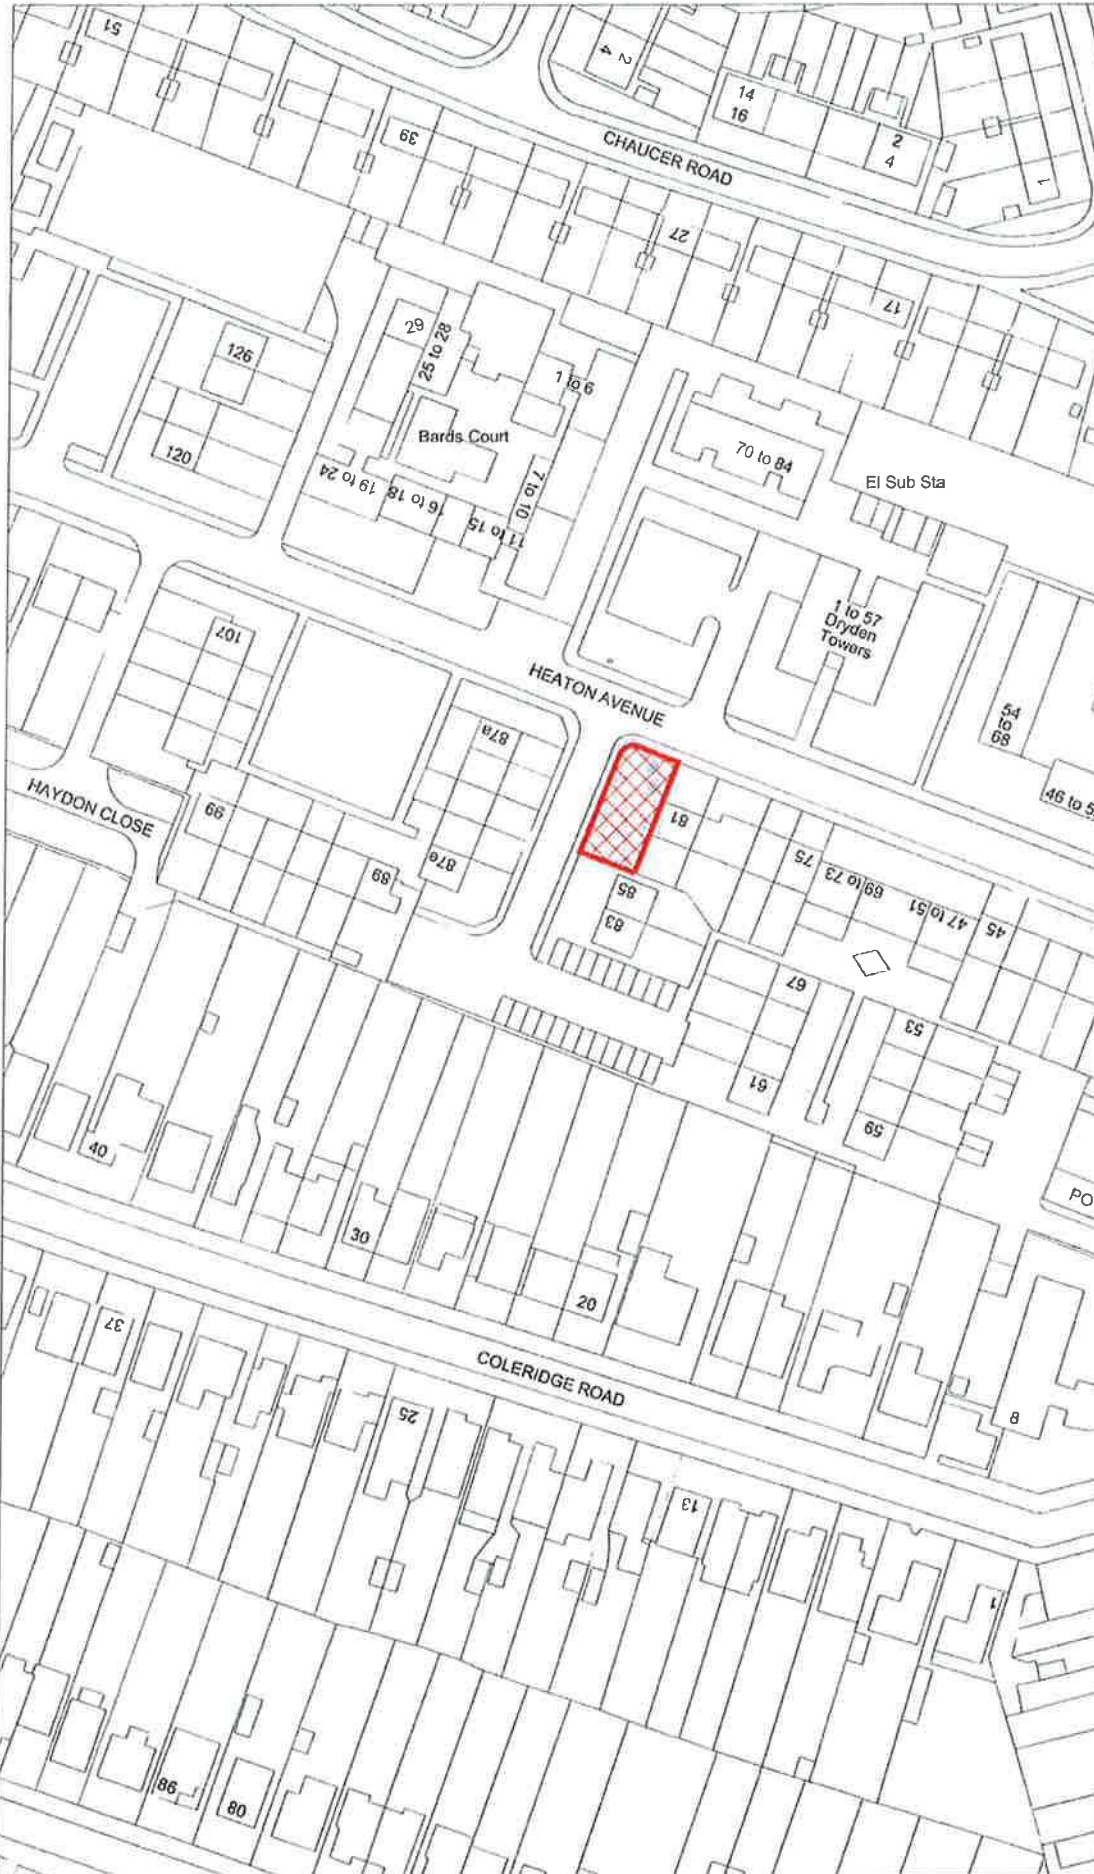 51
2
4
14
16
2
4
1
CHAUCER ROAD
39
27
17
29
25 to 28
1 to 6
126
120
Bards Court
19 to 24
16 to 18
11 to 15
7 to 10
70 to 84
El Sub Sta
1 to 57
Dryden
Towers
54
to
68
46 to 5
107
HEATON AVENUE
87a
HAYDON CLOSE
99
89
87e
81
85
83
75
69 to 73
47 to 51
45
67
61
53
59
PO
40
30
20
37
COLERIDGE ROAD
25
13
8
1
86
80